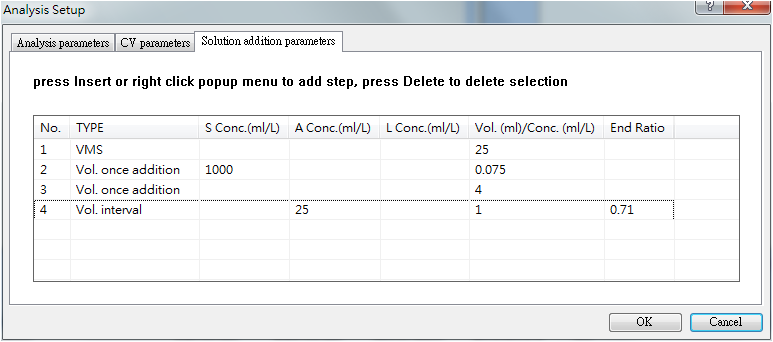 Analysis Setup
Analysis parameters CV parameters Solution addition parameters
press Insert or right click popup menu to add step, press Delete to delete selection
No. TYPE S Conc.(ml/L) A Conc.(ml/L) L Conc.(ml/L) Vol. (ml)/Conc. (ml/L) End Ratio
1 VMS 25
2 Vol. once addition 1000 0.075
3 Vol. once addition 4
4 Vol. interval 25 1 0.71
OK Cancel